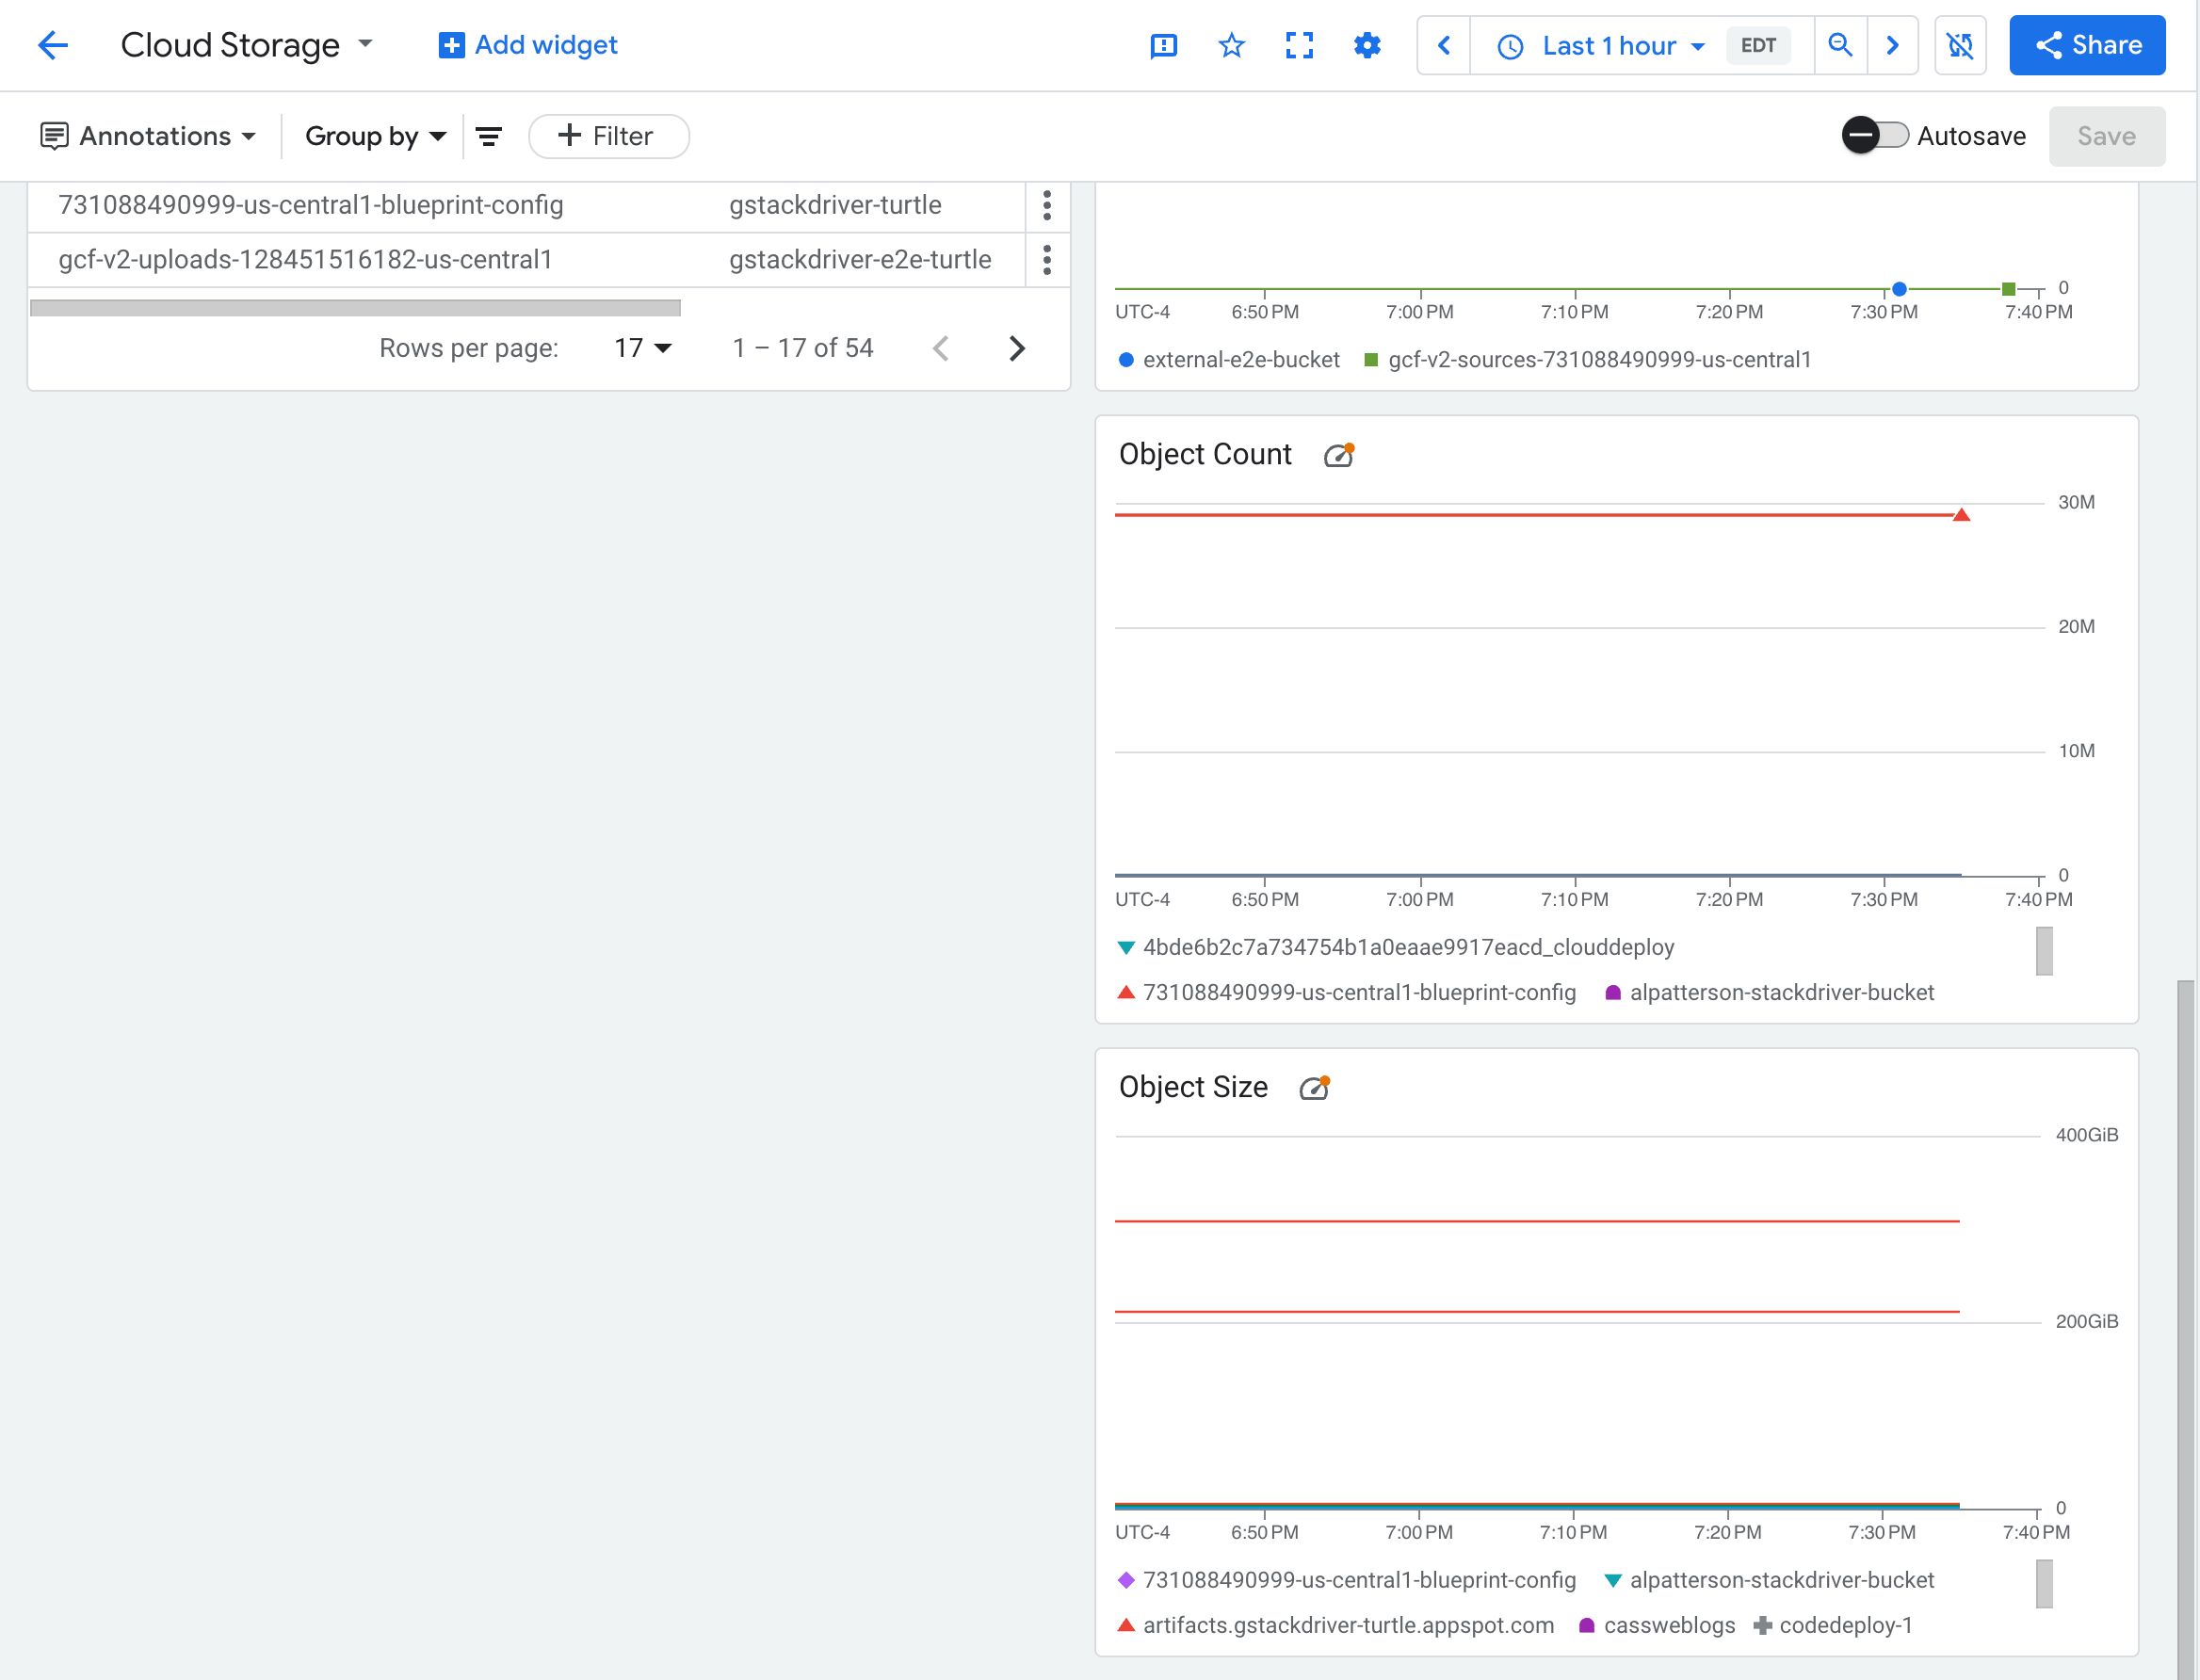 Cloud Storage Add widget Last 1 hour EDT Share
Annotations Group by Filter Autosave Save
731088490999-us-central1-blueprint-config gstackdriver-turtle
gcf-v2-uploads-128451516182-us-central1 gstackdriver-e2e-turtle
Rows per page: 17 1 – 17 of 54
0
UTC-4 6:50 PM 7:00 PM 7:10 PM 7:20 PM 7:30 PM 7:40 PM
external-e2e-bucket gcf-v2-sources-731088490999-us-central1
Object Count
30M
20M
10M
0
UTC-4 6:50 PM 7:00 PM 7:10 PM 7:20 PM 7:30 PM 7:40 PM
4bde6b2c7a734754b1a0eaae9917eacd_clouddeploy
731088490999-us-central1-blueprint-config alpatterson-stackdriver-bucket
Object Size
400GiB
200GiB
0
UTC-4 6:50 PM 7:00 PM 7:10 PM 7:20 PM 7:30 PM 7:40 PM
731088490999-us-central1-blueprint-config alpatterson-stackdriver-bucket
artifacts.gstackdriver-turtle.appspot.com cassweblogs codedeploy-1